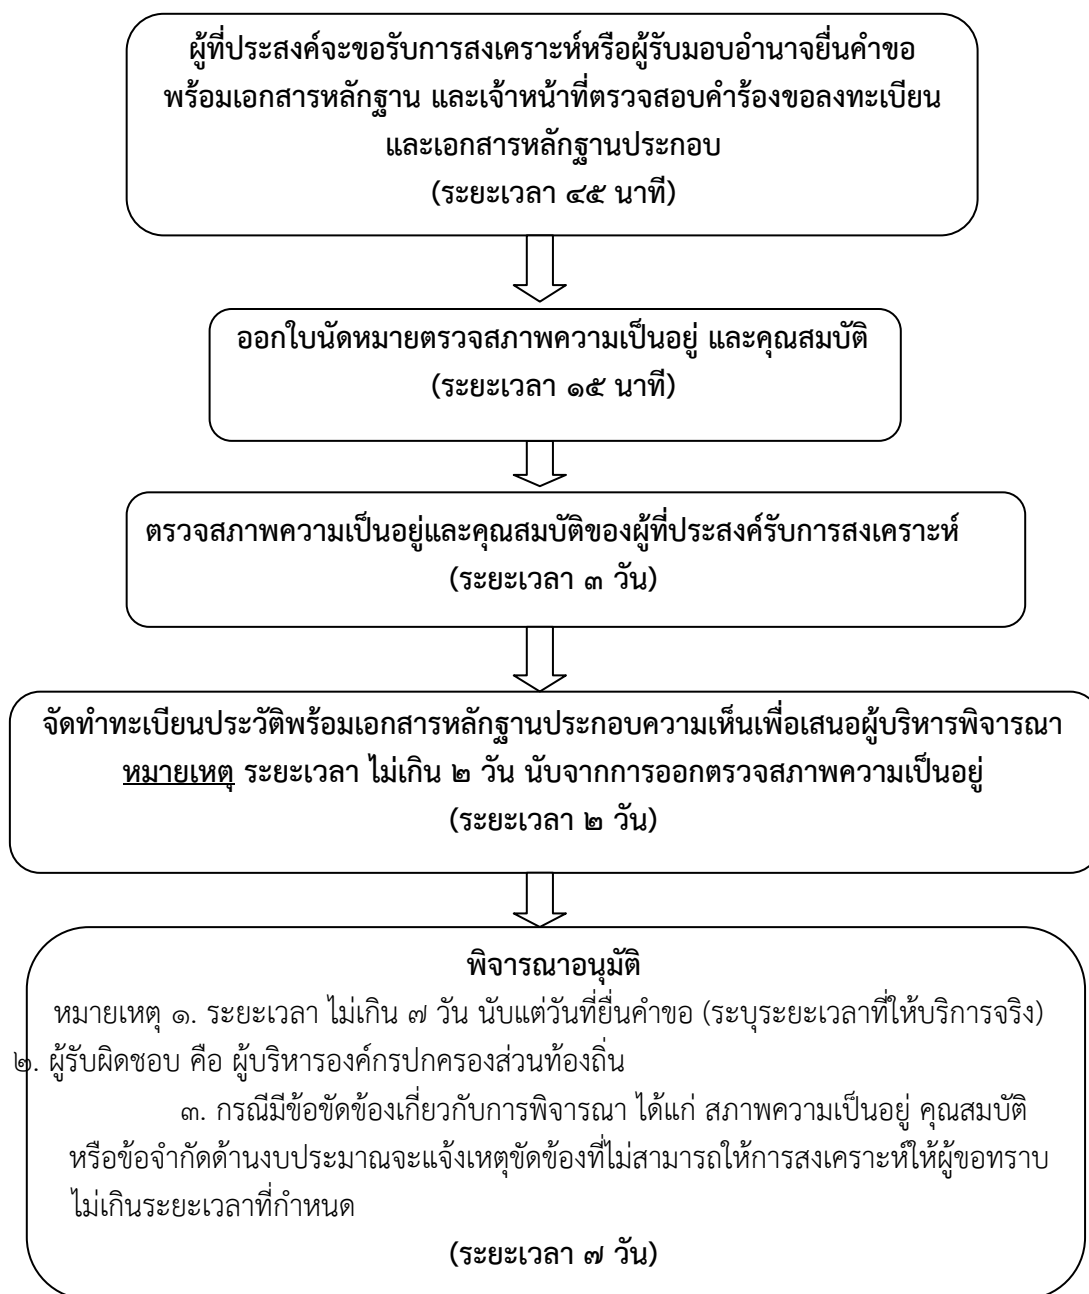 ผู้ที่ประสงค์จะขอรับการสงเคราะห์หรือผู้รับมอบอำนาจยื่นคำขอ
พร้อมเอกสารหลักฐาน และเจ้าหน้าที่ตรวจสอบคำร้องขอลงทะเบียน
และเอกสารหลักฐานประกอบ
(ระยะเวลา ๔๕ นาที)
ออกใบนัดหมายตรวจสภาพความเป็นอยู่ และคุณสมบัติ
(ระยะเวลา ๑๕ นาที)
ตรวจสภาพความเป็นอยู่และคุณสมบัติของผู้ที่ประสงค์รับการสงเคราะห์
(ระยะเวลา ๓ วัน)
จัดทำทะเบียนประวัติพร้อมเอกสารหลักฐานประกอบความเห็นเพื่อเสนอผู้บริหารพิจารณา
หมายเหตุ ระยะเวลา ไม่เกิน ๒ วัน นับจากการออกตรวจสภาพความเป็นอยู่
(ระยะเวลา ๒ วัน)
พิจารณาอนุมัติ
หมายเหตุ ๑. ระยะเวลา ไม่เกิน ๗ วัน นับแต่วันที่ยื่นคำขอ (ระบุระยะเวลาที่ให้บริการจริง)
๒. ผู้รับผิดชอบ คือ ผู้บริหารองค์กรปกครองส่วนท้องถิ่น
๓. กรณีมีข้อขัดข้องเกี่ยวกับการพิจารณา ได้แก่ สภาพความเป็นอยู่ คุณสมบัติ
หรือข้อจำกัดด้านงบประมาณจะแจ้งเหตุขัดข้องที่ไม่สามารถให้การสงเคราะห์ให้ผู้ขอทราบ
ไม่เกินระยะเวลาที่กำหนด
(ระยะเวลา ๗ วัน)